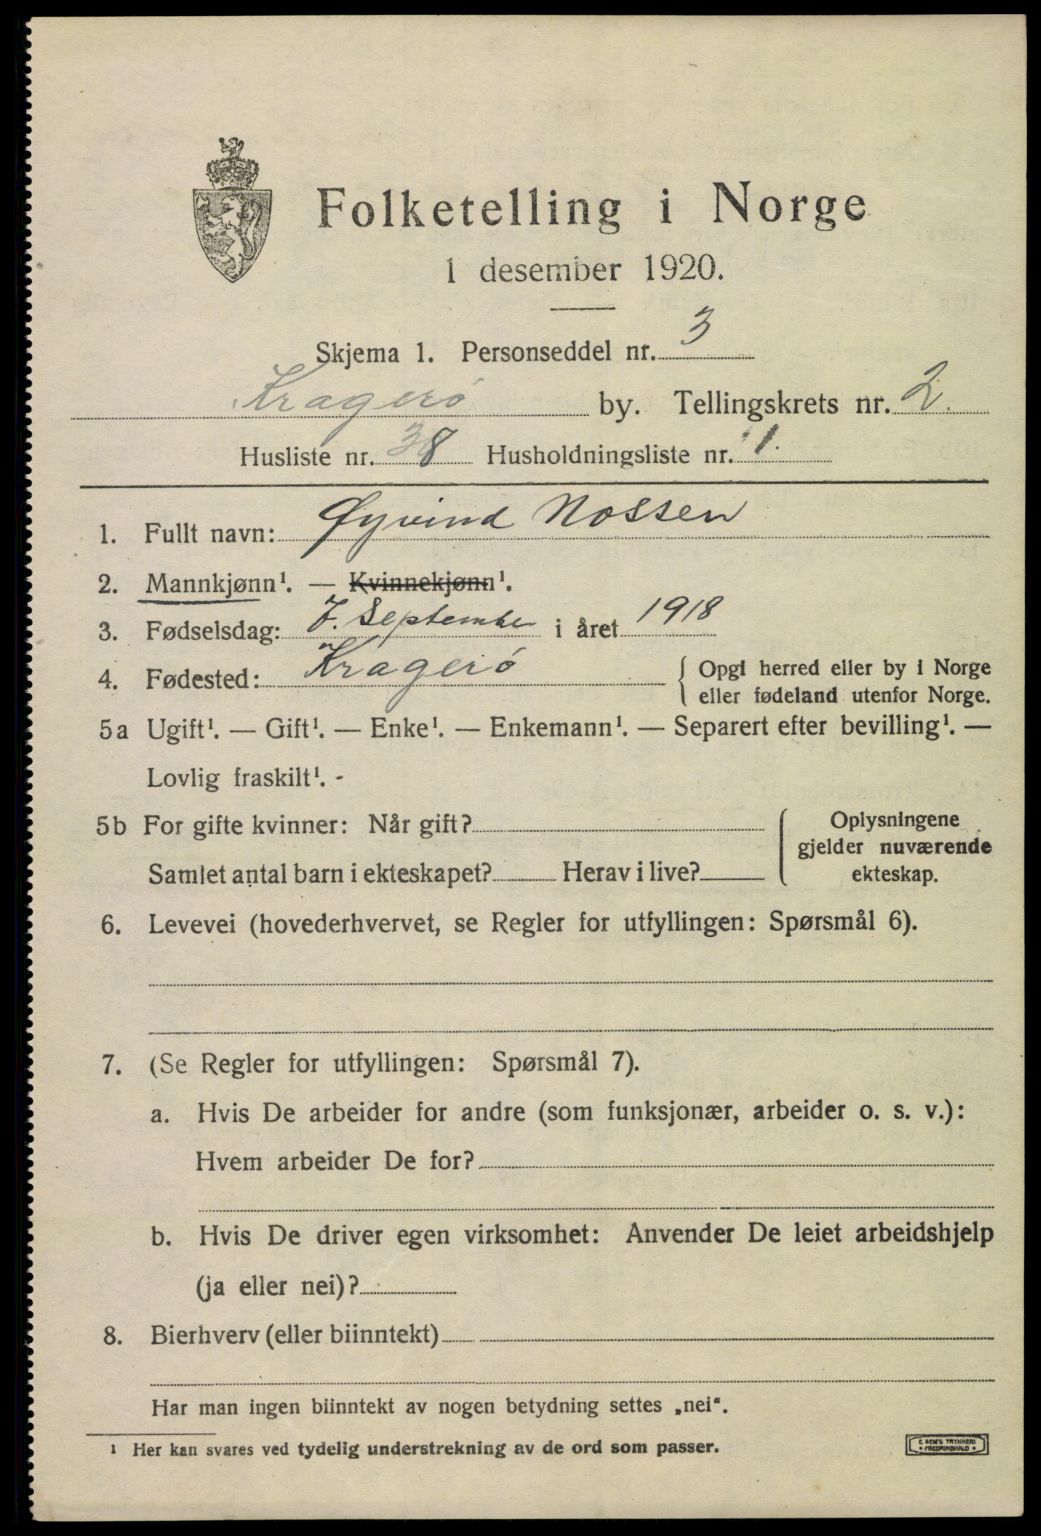 Folketelling i Norge
1 desember 1920.
Skjema 1. Personseddel nr. 3
Kragerø by. Tellingskrets nr. 2.
Husliste nr. 38 Husholdningsliste nr. 1.
1. Fullt navn: Øyvind Nossen
2. Mannkjønn¹. — Kvinnekjønn¹.
3. Fødselsdag: 7. September i året 1918
4. Fødested: Kragerø { Opgi herred eller by i Norge
eller fødeland utenfor Norge.
5a Ugift¹. — Gift¹. — Enke¹. — Enkemann¹. — Separert efter bevilling¹. —
Lovlig fraskilt¹. -
5b For gifte kvinner: Når gift? { Oplysningene
gjelder nuværende
Samlet antal barn i ekteskapet? Herav i live? ekteskap.
6. Levevei (hovederhvervet, se Regler for utfyllingen: Spørsmål 6).
7. (Se Regler for utfyllingen: Spørsmål 7).
a. Hvis De arbeider for andre (som funksjonær, arbeider o. s. v.):
Hvem arbeider De for?
b. Hvis De driver egen virksomhet: Anvender De leiet arbeidshjelp
(ja eller nei)?
8. Bierhverv (eller biinntekt)
Har man ingen biinntekt av nogen betydning settes „nei“.
¹ Her kan svares ved tydelig understrekning av de ord som passer.
E. SEM'S TRYKKERI
• FREDRIKSHALD •